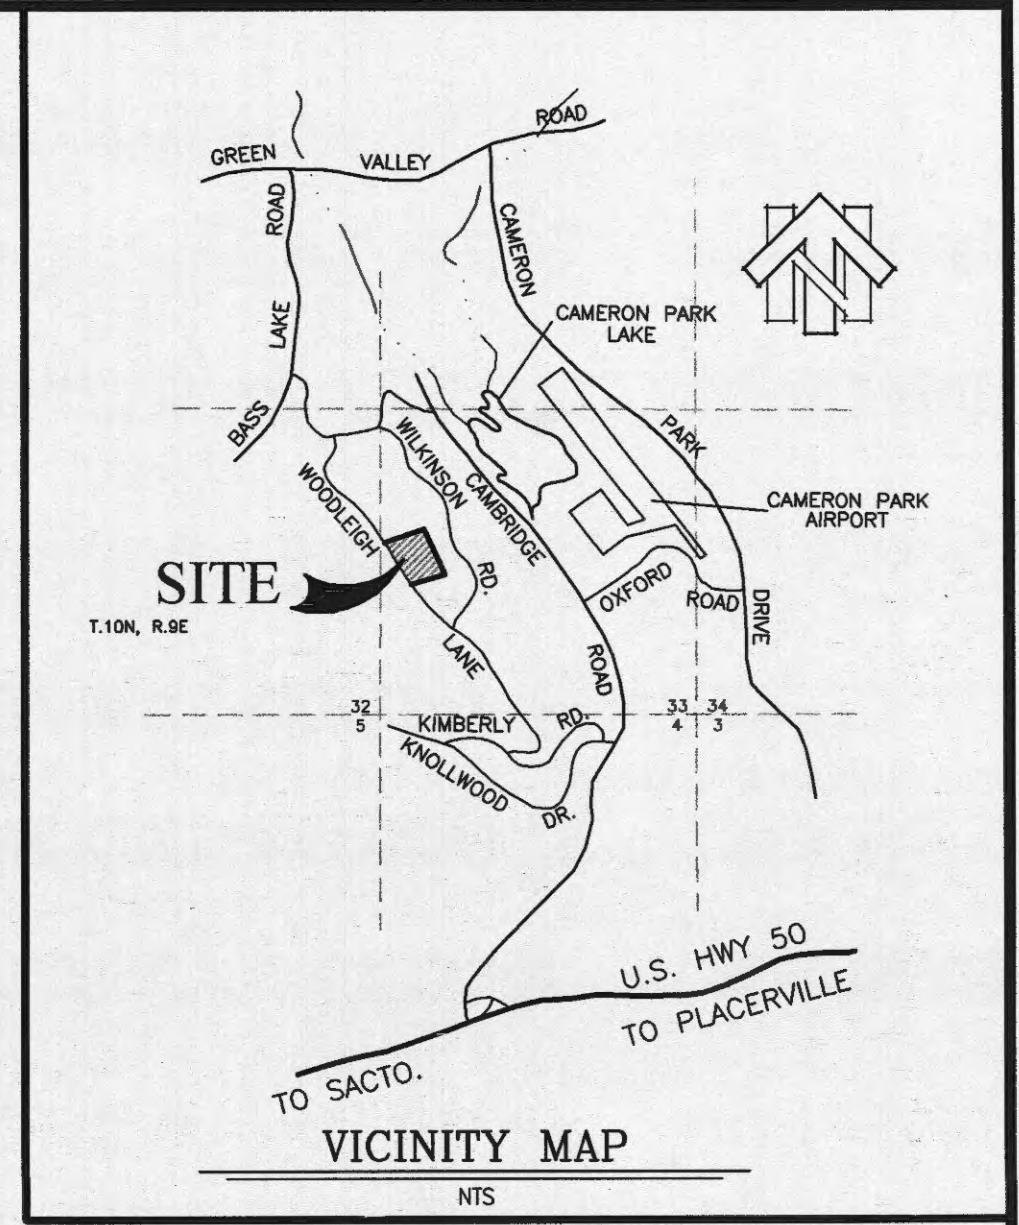 GREEN VALLEY ROAD
BASS LAKE ROAD
CAMERON PARK DRIVE
CAMERON PARK
LAKE
WOODLEIGH LANE
WILKINSON RD.
CAMBRIDGE ROAD
CAMERON PARK
AIRPORT
OXFORD ROAD
SITE
T.10N, R.9E
32
5
33 34
4 3
KIMBERLY RD.
KNOLLWOOD DR.
U.S. HWY 50
TO PLACERVILLE
TO SACTO.
VICINITY MAP
NTS